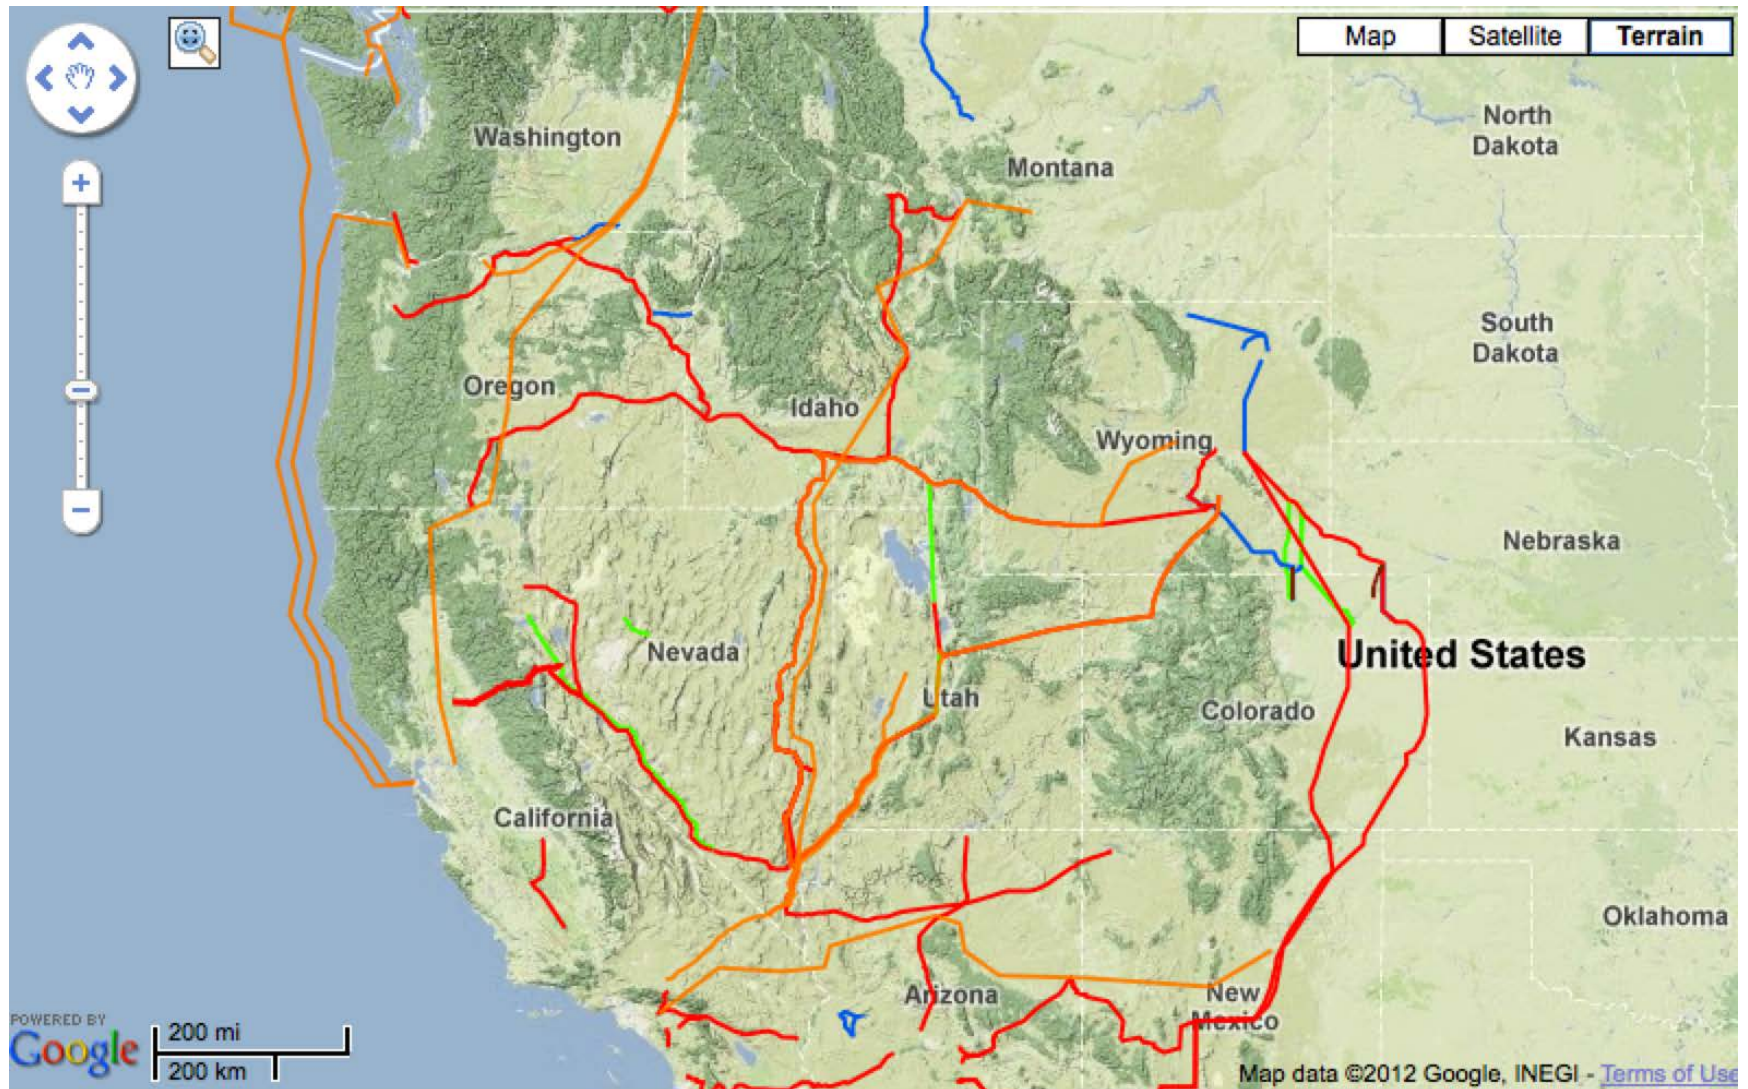 Map
Satellite
Terrain
Washington
Montana
North
Dakota
Oregon
Idaho
Wyoming
South
Dakota
Nebraska
Nevada
Utah
United States
Colorado
Kansas
California
Arizona
New
Mexico
Oklahoma
POWERED BY
Google
200 mi
200 km
Map data ©2012 Google, INEGI - Terms of Use